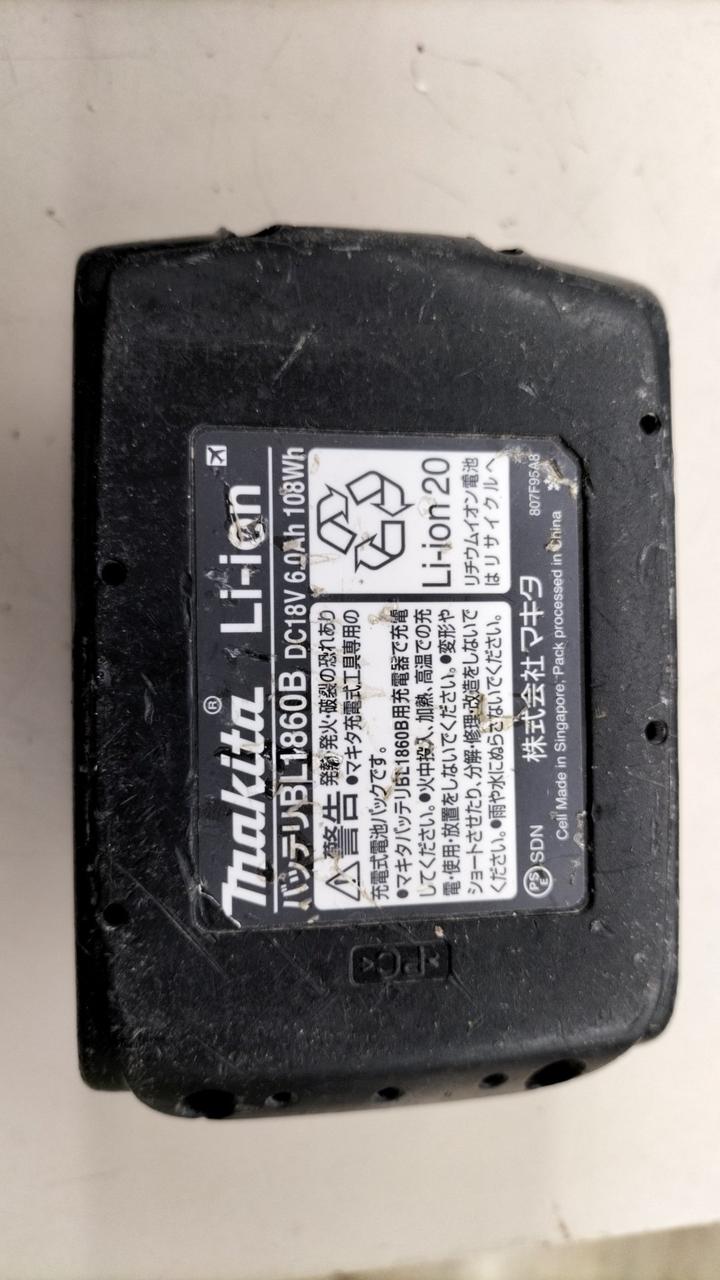 makita® Li-ion
バッテリBL1860B DC18V 6.0Ah 108Wh
警告 発熱・発火・破裂の恐れあり
●マキタ充電式工具専用の
充電式電池パックです。
●マキタバッテリBL1860B用充電器で充電
してください。●火中投入、加熱、高温での充
電・使用・放置をしないでください。●変形や
ショートさせたり、分解・修理・改造をしないで
ください。●雨や水にぬらさないでください。
Li-ion 20
リチウムイオン電池
はリサイクルへ
PS
E
SDN
株式会社マキタ
Cell Made in Singapore, Pack processed in China
807F95A8
>PC<